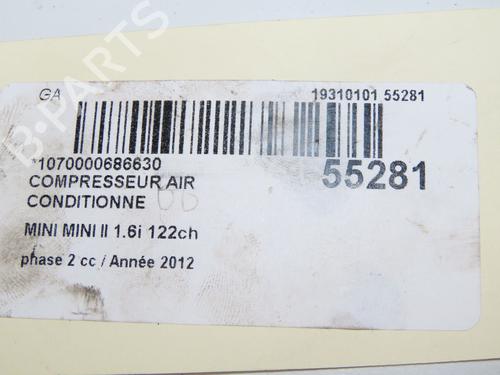 GA
19310101 55281
*1070000686630
55281
COMPRESSEUR AIR
CONDITIONNE
MINI MINI II 1.6i 122ch
phase 2 cc / Année 2012
B-PARTS